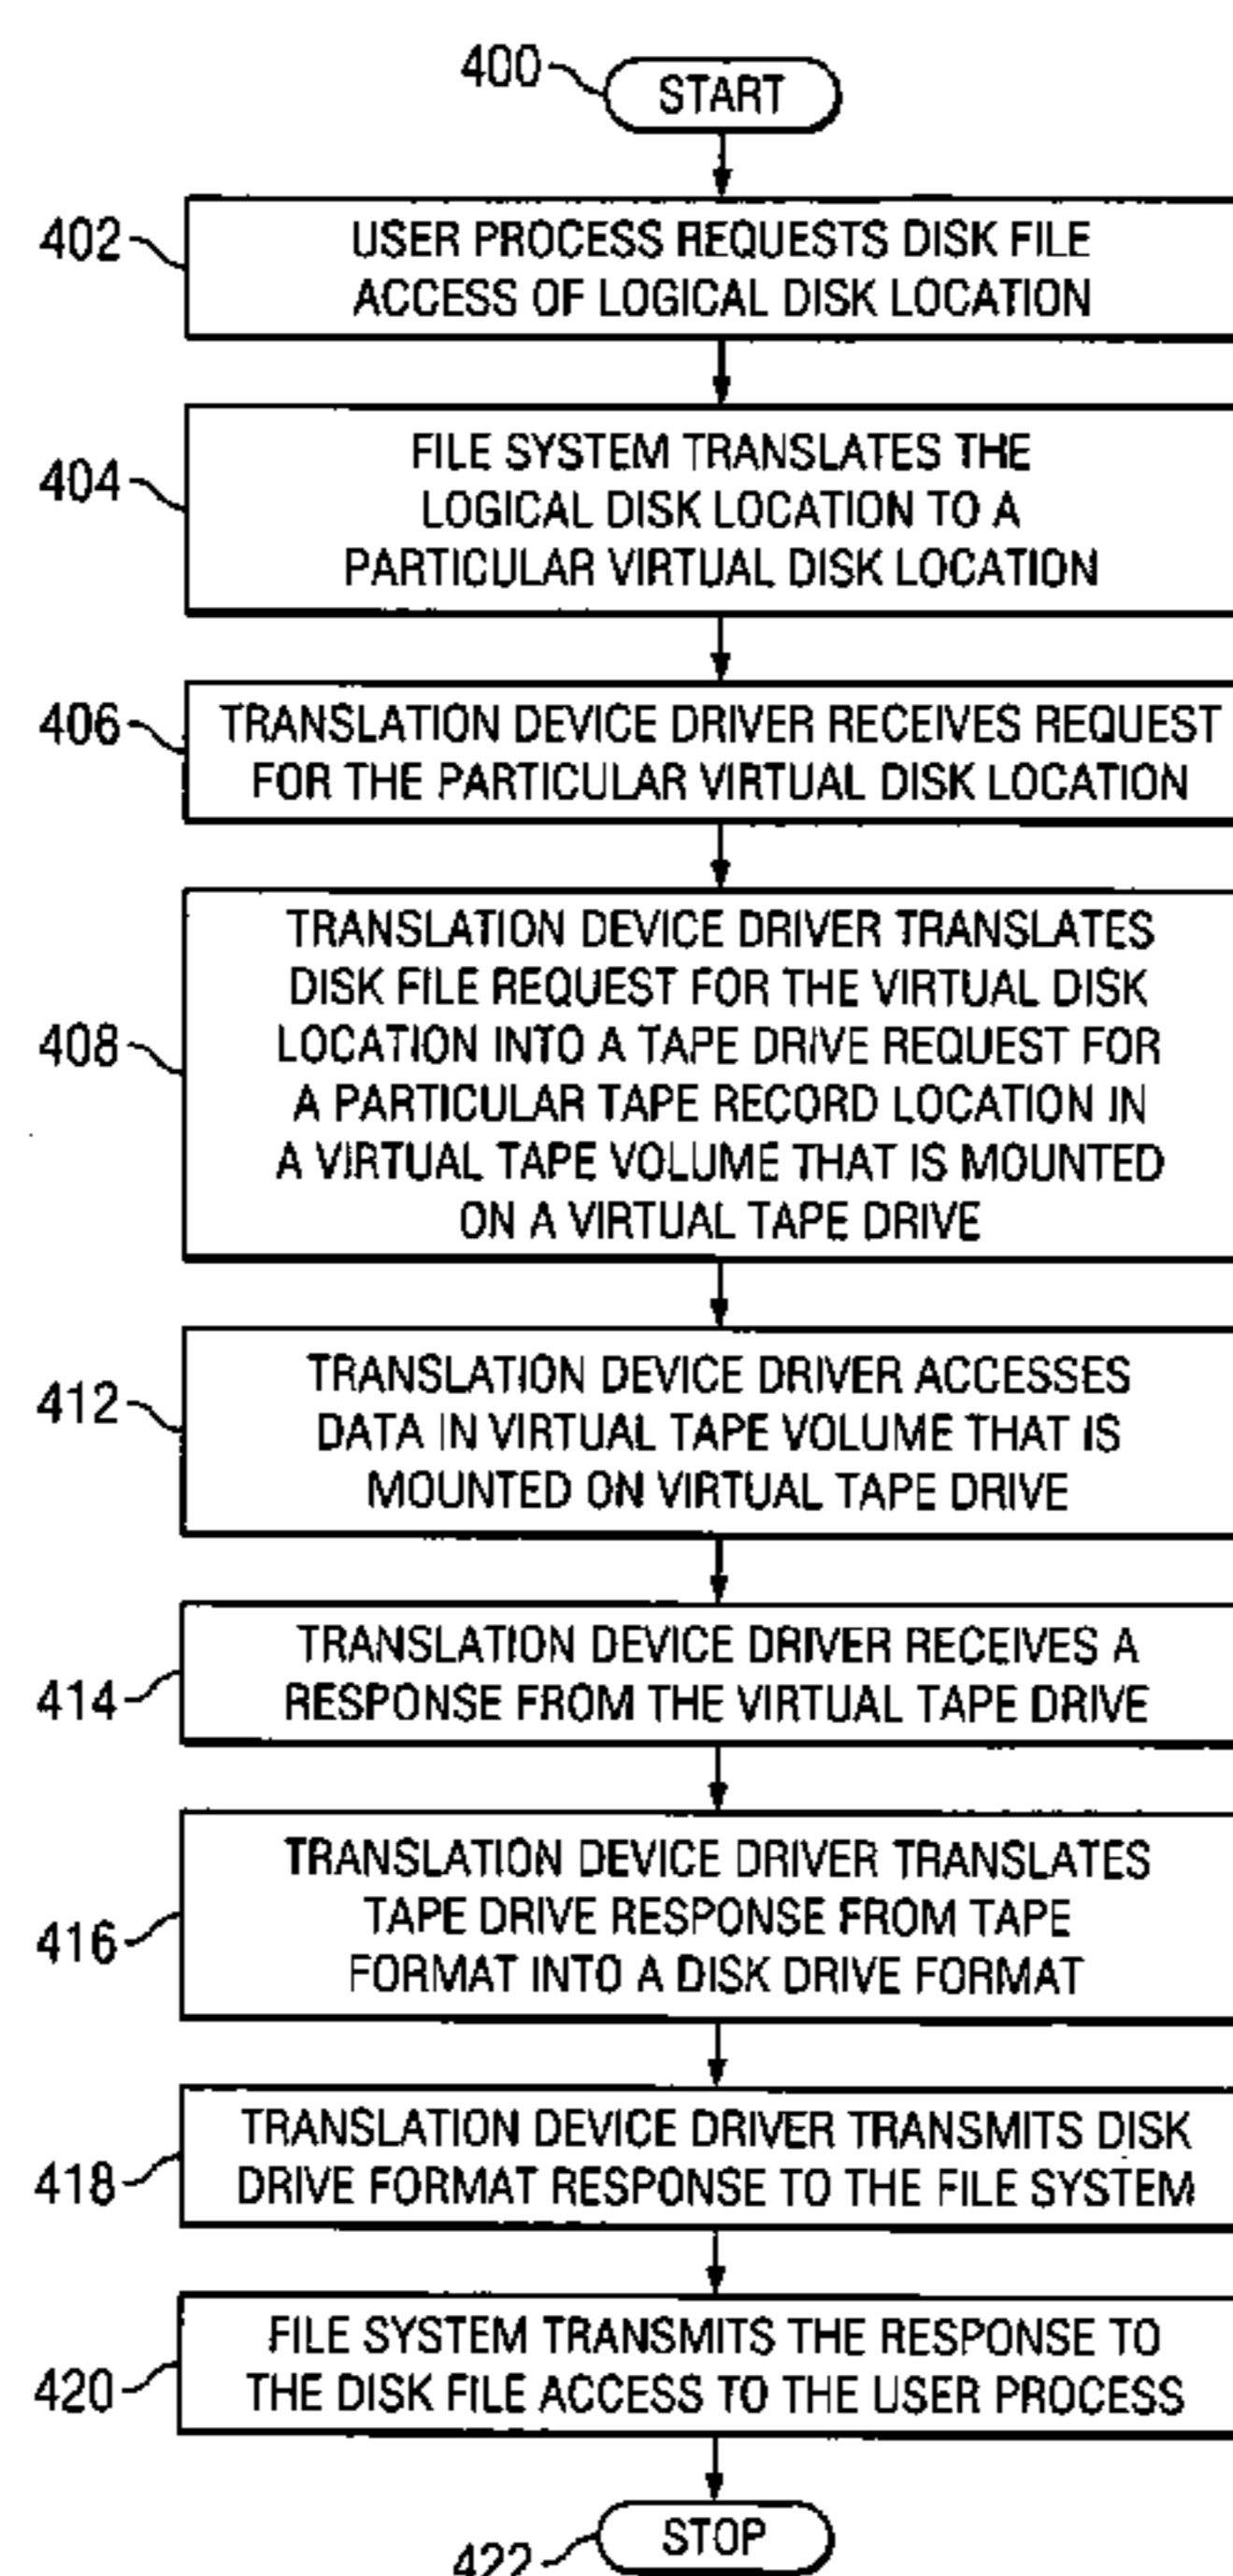 400
START
402
USER PROCESS REQUESTS DISK FILE
ACCESS OF LOGICAL DISK LOCATION
404
FILE SYSTEM TRANSLATES THE
LOGICAL DISK LOCATION TO A
PARTICULAR VIRTUAL DISK LOCATION
406
TRANSLATION DEVICE DRIVER RECEIVES REQUEST
FOR THE PARTICULAR VIRTUAL DISK LOCATION
408
TRANSLATION DEVICE DRIVER TRANSLATES
DISK FILE REQUEST FOR THE VIRTUAL DISK
LOCATION INTO A TAPE DRIVE REQUEST FOR
A PARTICULAR TAPE RECORD LOCATION IN
A VIRTUAL TAPE VOLUME THAT IS MOUNTED
ON A VIRTUAL TAPE DRIVE
412
TRANSLATION DEVICE DRIVER ACCESSES
DATA IN VIRTUAL TAPE VOLUME THAT IS
MOUNTED ON VIRTUAL TAPE DRIVE
414
TRANSLATION DEVICE DRIVER RECEIVES A
RESPONSE FROM THE VIRTUAL TAPE DRIVE
416
TRANSLATION DEVICE DRIVER TRANSLATES
TAPE DRIVE RESPONSE FROM TAPE
FORMAT INTO A DISK DRIVE FORMAT
418
TRANSLATION DEVICE DRIVER TRANSMITS DISK
DRIVE FORMAT RESPONSE TO THE FILE SYSTEM
420
FILE SYSTEM TRANSMITS THE RESPONSE TO
THE DISK FILE ACCESS TO THE USER PROCESS
422
STOP